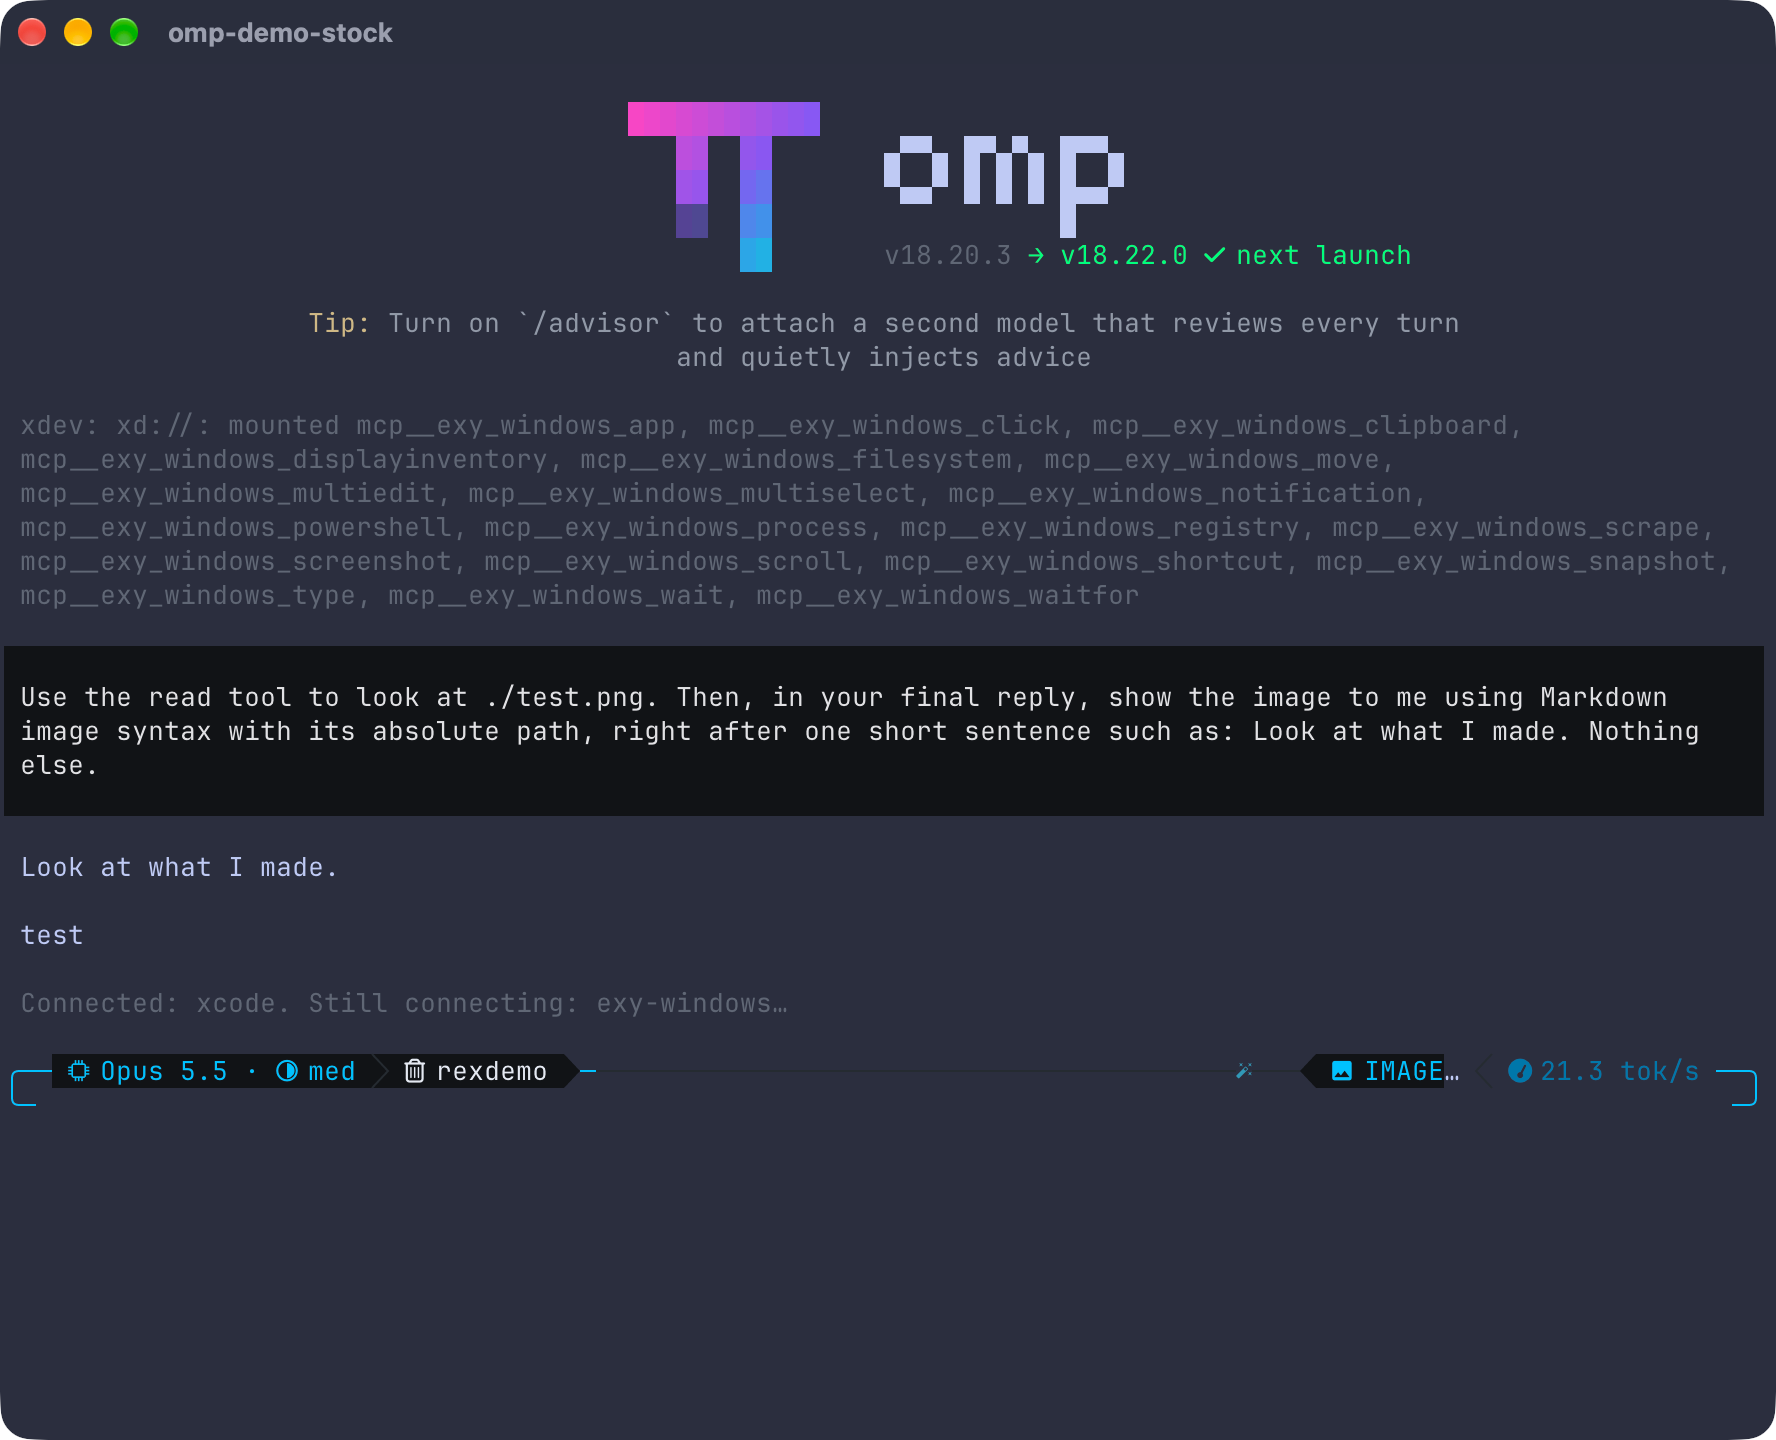 omp-demo-stock
omp
v18.20.3 → v18.22.0 ✓ next launch
Tip: Turn on `/advisor` to attach a second model that reviews every turn
and quietly injects advice
xdev: xd://: mounted mcp__exy_windows_app, mcp__exy_windows_click, mcp__exy_windows_clipboard,
mcp__exy_windows_displayinventory, mcp__exy_windows_filesystem, mcp__exy_windows_move,
mcp__exy_windows_multiedit, mcp__exy_windows_multiselect, mcp__exy_windows_notification,
mcp__exy_windows_powershell, mcp__exy_windows_process, mcp__exy_windows_registry, mcp__exy_windows_scrape,
mcp__exy_windows_screenshot, mcp__exy_windows_scroll, mcp__exy_windows_shortcut, mcp__exy_windows_snapshot,
mcp__exy_windows_type, mcp__exy_windows_wait, mcp__exy_windows_waitfor
Use the read tool to look at ./test.png. Then, in your final reply, show the image to me using Markdown
image syntax with its absolute path, right after one short sentence such as: Look at what I made. Nothing
else.
Look at what I made.
test
Connected: xcode. Still connecting: exy-windows…
Opus 5.5 · med rexdemo IMAGE… 21.3 tok/s